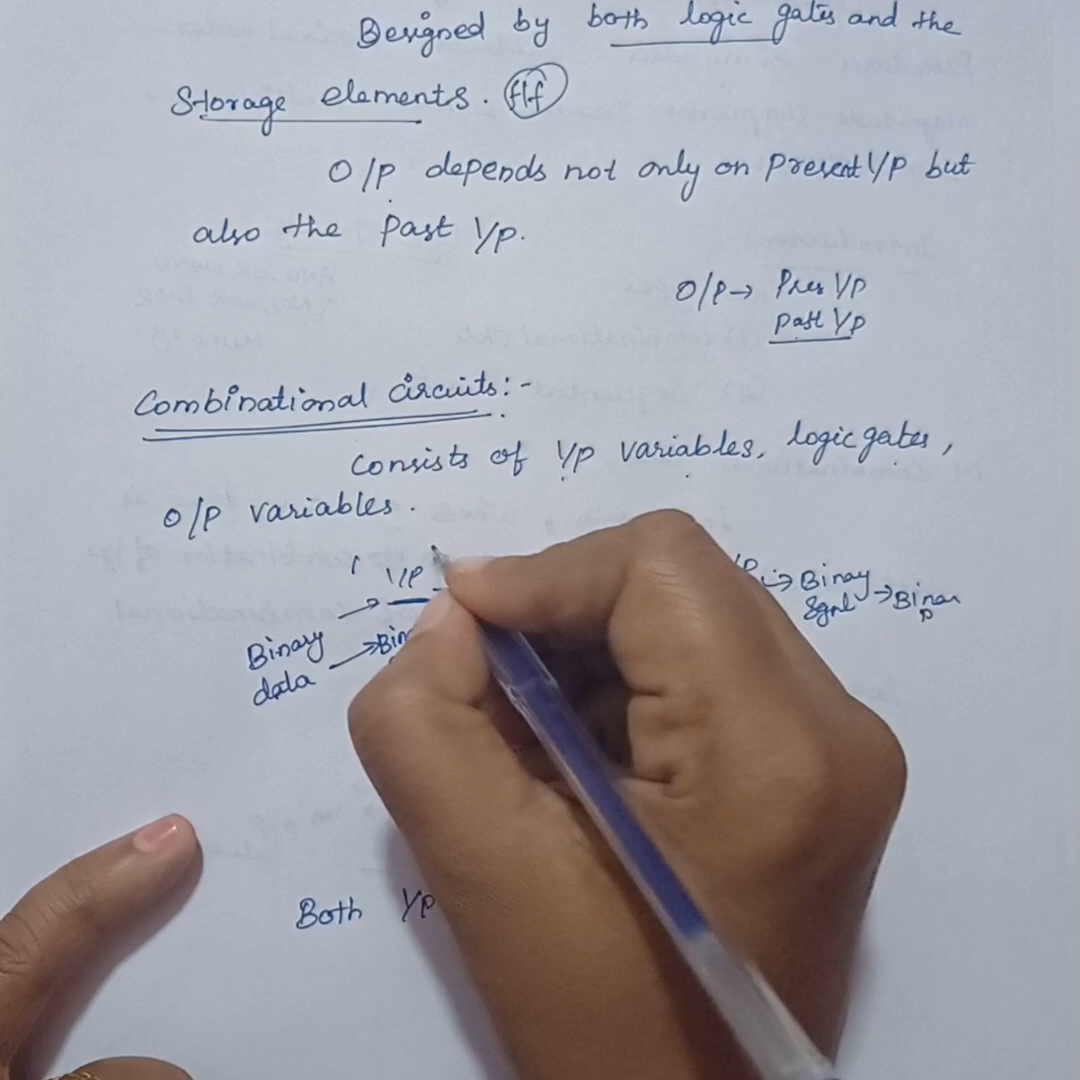 Designed by both logic gates and the
Storage elements. f/f
O/p depends not only on Present I/p but
also the Past I/p.
O/P → Pres I/P
Past I/P
Combinational Circuits:-
Consists of I/p variables, logic gates,
O/p variables.
I/P
→ Binary → Binar
Sgnl
Binary
data
Both I/P